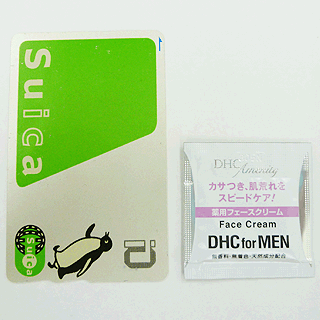 Suica
Suica
DHC
Amenity
カサつき、肌荒れを
スピードケア!
薬用フェースクリーム
Face Cream
DHC for MEN
無香料・無着色・天然成分配合